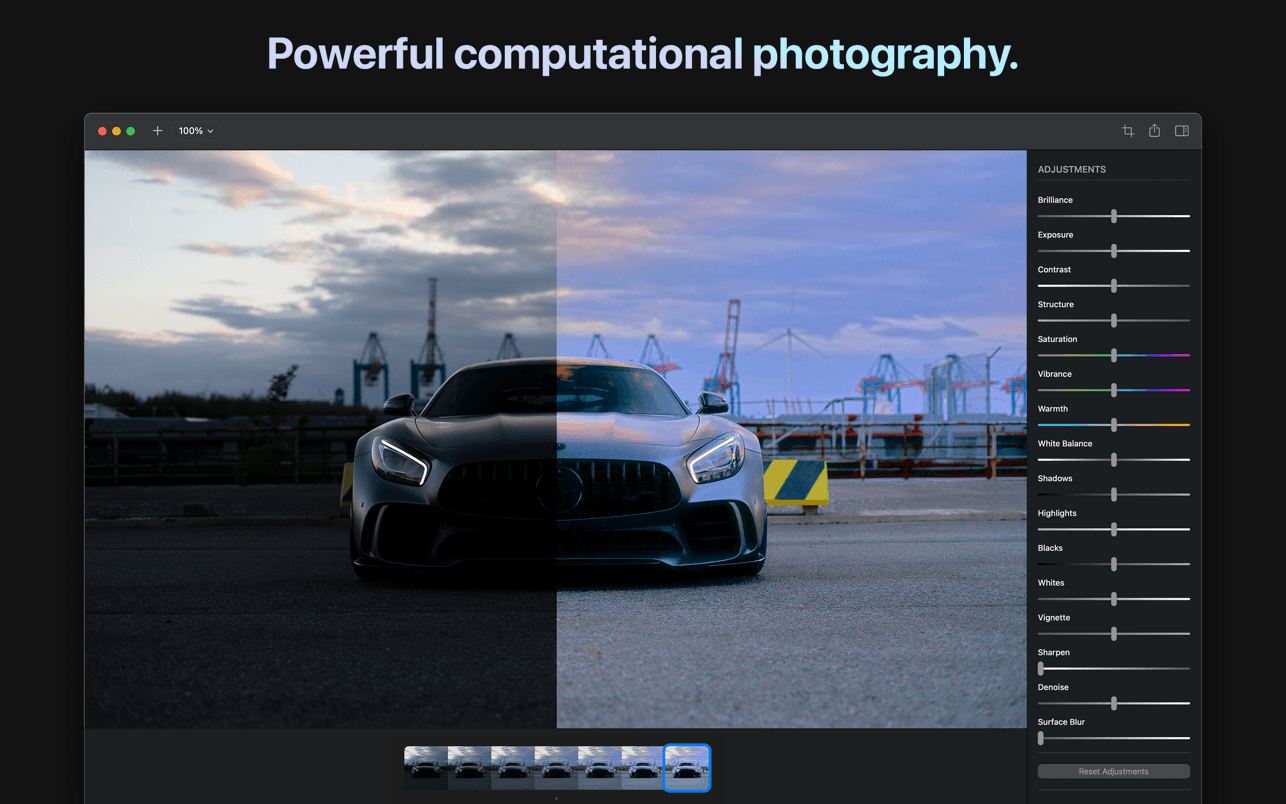 Powerful computational photography.
100%
ADJUSTMENTS
Brilliance
Exposure
Contrast
Structure
Saturation
Vibrance
Warmth
White Balance
Shadows
Highlights
Blacks
Whites
Vignette
Sharpen
Denoise
Surface Blur
Reset Adjustments